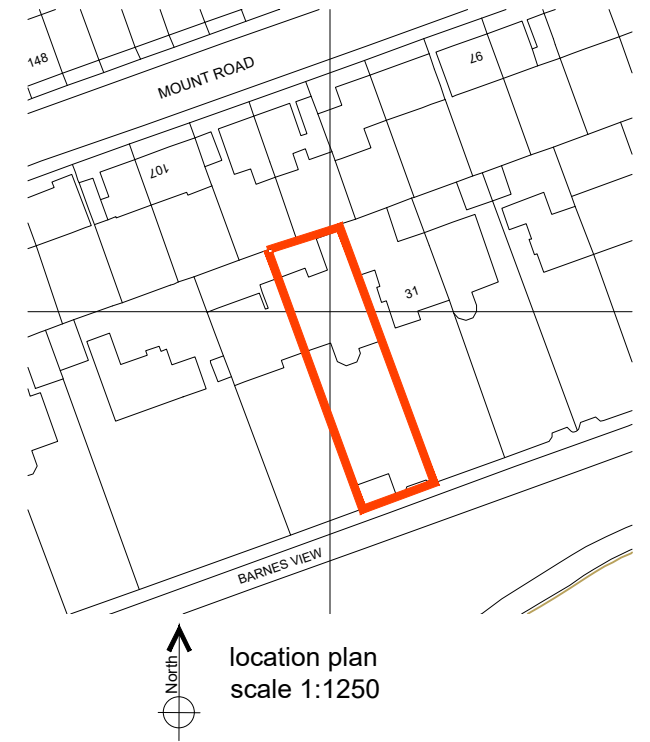 148
MOUNT ROAD
97
107
31
BARNES VIEW
North
location plan
scale 1:1250